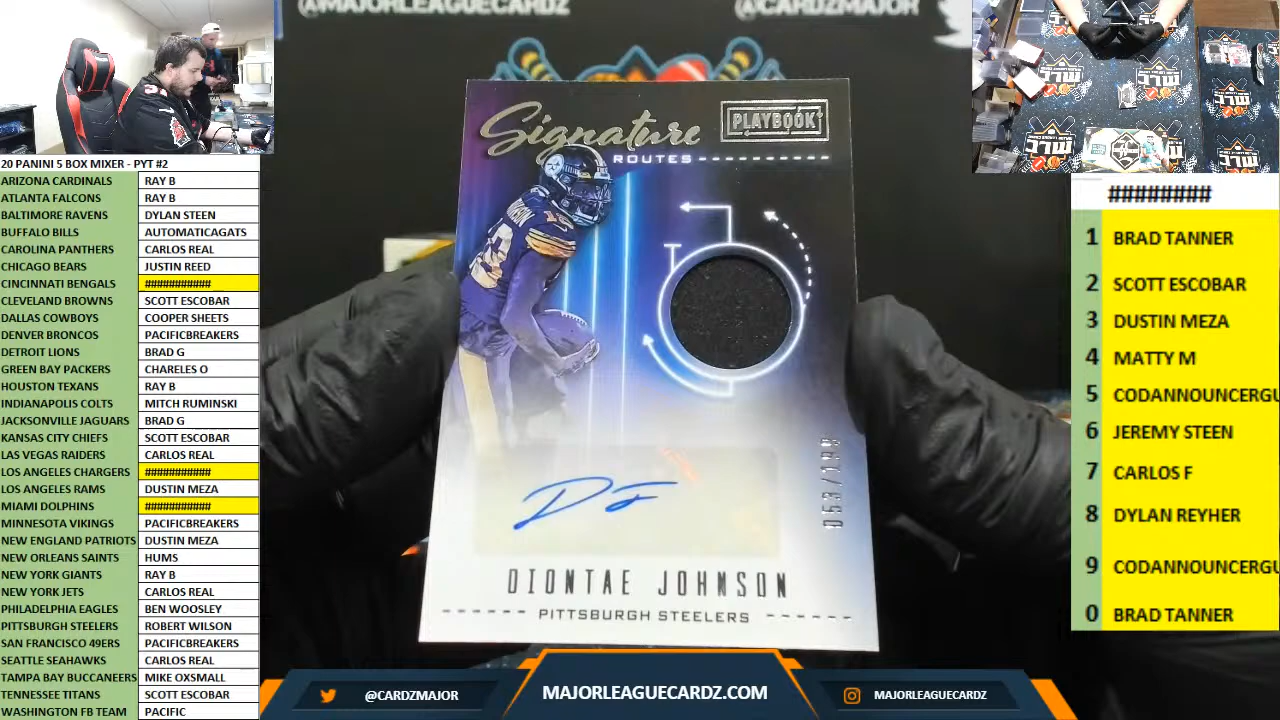 @MAJORLEAGUECARDZ
@CARDZMAJOR
20 PANINI 5 BOX MIXER - PYT #2
ARIZONA CARDINALS RAY B
ATLANTA FALCONS RAY B
BALTIMORE RAVENS DYLAN STEEN
BUFFALO BILLS AUTOMATICAGATS
CAROLINA PANTHERS CARLOS REAL
CHICAGO BEARS JUSTIN REED
CINCINNATI BENGALS ###########
CLEVELAND BROWNS SCOTT ESCOBAR
DALLAS COWBOYS COOPER SHEETS
DENVER BRONCOS PACIFICBREAKERS
DETROIT LIONS BRAD G
GREEN BAY PACKERS CHARELES O
HOUSTON TEXANS RAY B
INDIANAPOLIS COLTS MITCH RUMINSKI
JACKSONVILLE JAGUARS BRAD G
KANSAS CITY CHIEFS SCOTT ESCOBAR
LAS VEGAS RAIDERS CARLOS REAL
LOS ANGELES CHARGERS ###########
LOS ANGELES RAMS DUSTIN MEZA
MIAMI DOLPHINS ###########
MINNESOTA VIKINGS PACIFICBREAKERS
NEW ENGLAND PATRIOTS DUSTIN MEZA
NEW ORLEANS SAINTS HUMS
NEW YORK GIANTS RAY B
NEW YORK JETS CARLOS REAL
PHILADELPHIA EAGLES BEN WOOSLEY
PITTSBURGH STEELERS ROBERT WILSON
SAN FRANCISCO 49ERS PACIFICBREAKERS
SEATTLE SEAHAWKS CARLOS REAL
TAMPA BAY BUCCANEERS MIKE OXSMALL
TENNESSEE TITANS SCOTT ESCOBAR
WASHINGTON FB TEAM PACIFIC
Signature
ROUTES
PLAYBOOK
053/199
DIONTAE JOHNSON
PITTSBURGH STEELERS
@CARDZMAJOR
MAJORLEAGUECARDZ.COM
MAJORLEAGUECARDZ
########
1 BRAD TANNER
2 SCOTT ESCOBAR
3 DUSTIN MEZA
4 MATTY M
5 CODANNOUNCERGU
6 JEREMY STEEN
7 CARLOS F
8 DYLAN REYHER
9 CODANNOUNCERGU
0 BRAD TANNER